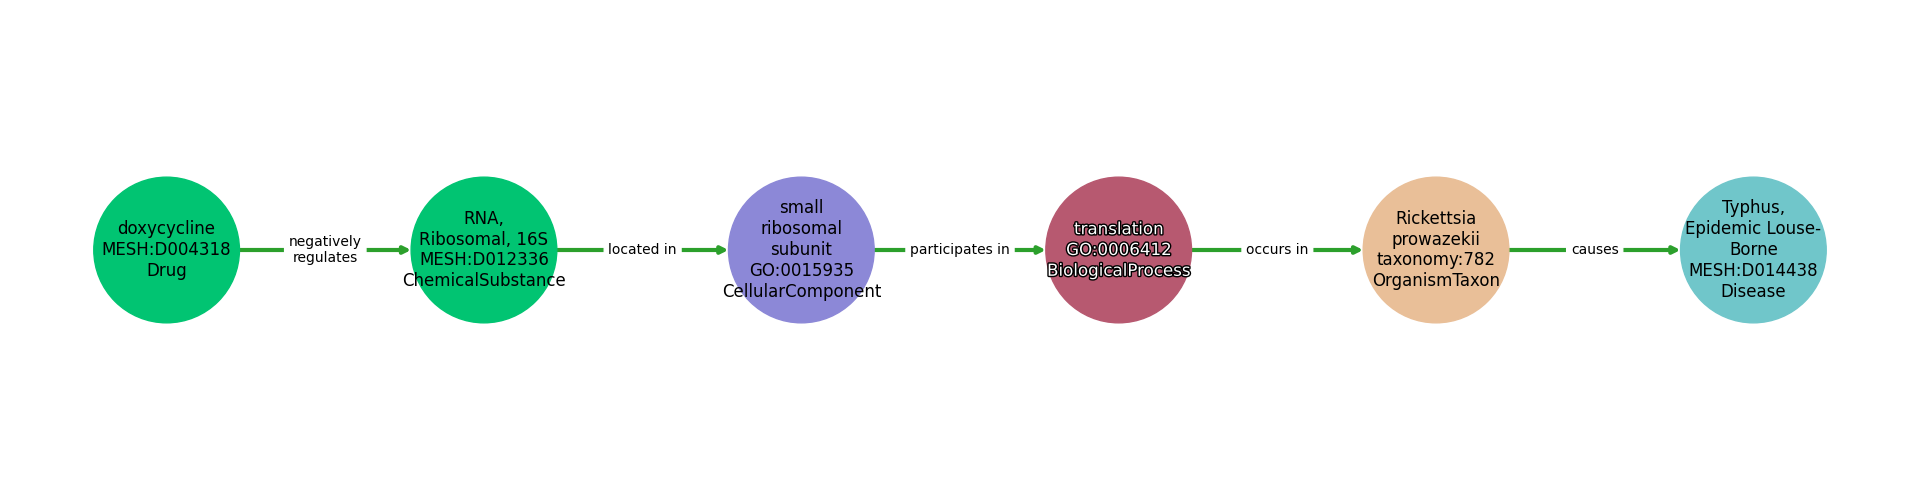 doxycycline
MESH:D004318
Drug
negatively
regulates
RNA,
Ribosomal, 16S
MESH:D012336
ChemicalSubstance
located in
small
ribosomal
subunit
GO:0015935
CellularComponent
participates in
translation
GO:0006412
BiologicalProcess
occurs in
Rickettsia
prowazekii
taxonomy:782
OrganismTaxon
causes
Typhus,
Epidemic Louse-
Borne
MESH:D014438
Disease